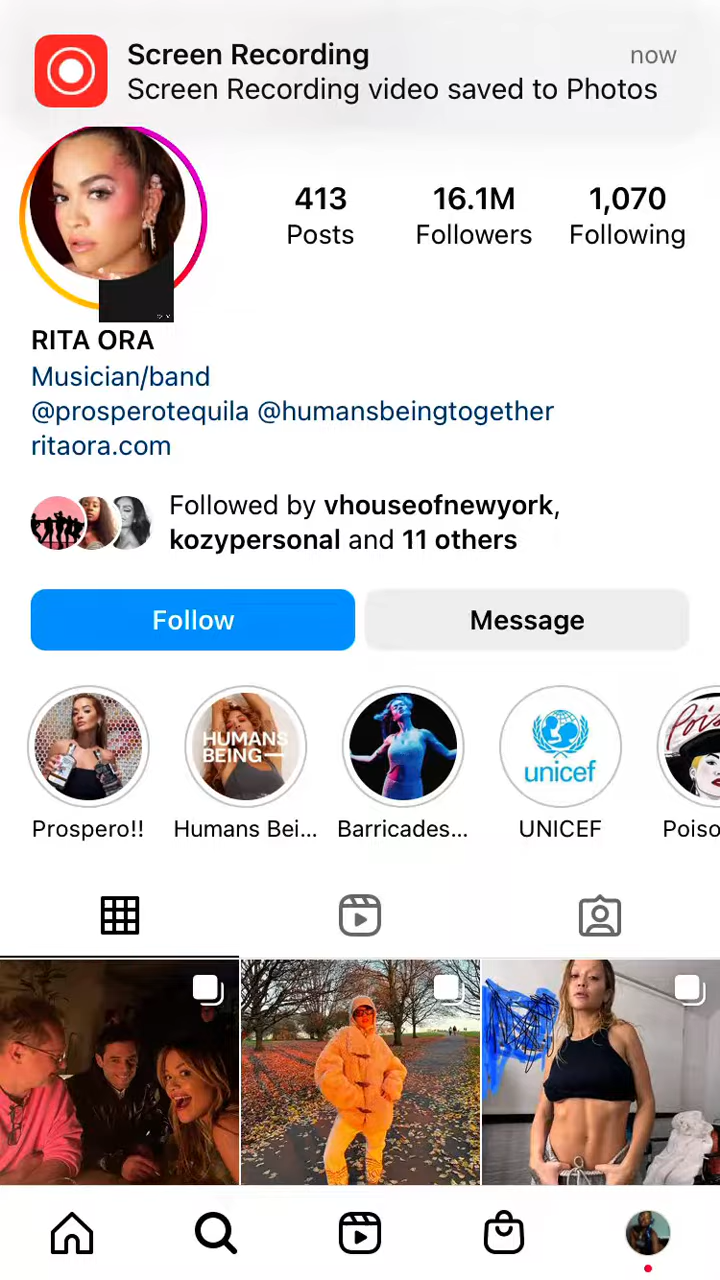 Screen Recording
now
Screen Recording video saved to Photos
413
16.1M
1,070
Posts
Followers
Following
RITA ORA
Musician/band
@prosperotequila @humansbeingtogether
ritaora.com
Followed by vhouseofnewyork,
kozypersonal and 11 others
Follow
Message
HUMANS
BEING—
unicef
Prospero!!
Humans Bei...
Barricades...
UNICEF
Poiso